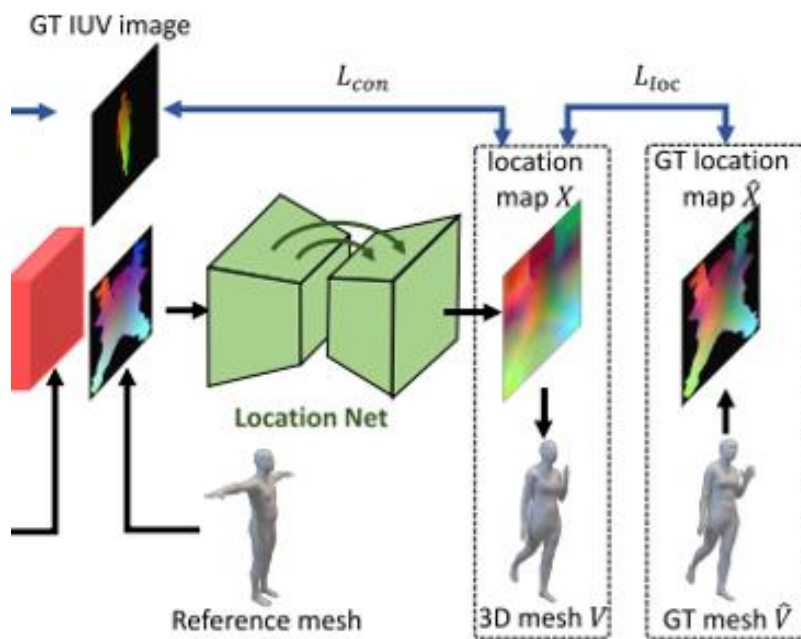 GT IUV image
L_con
L_loc
location
map X
GT location
map X̂
Location Net
Reference mesh
3D mesh V
GT mesh V̂